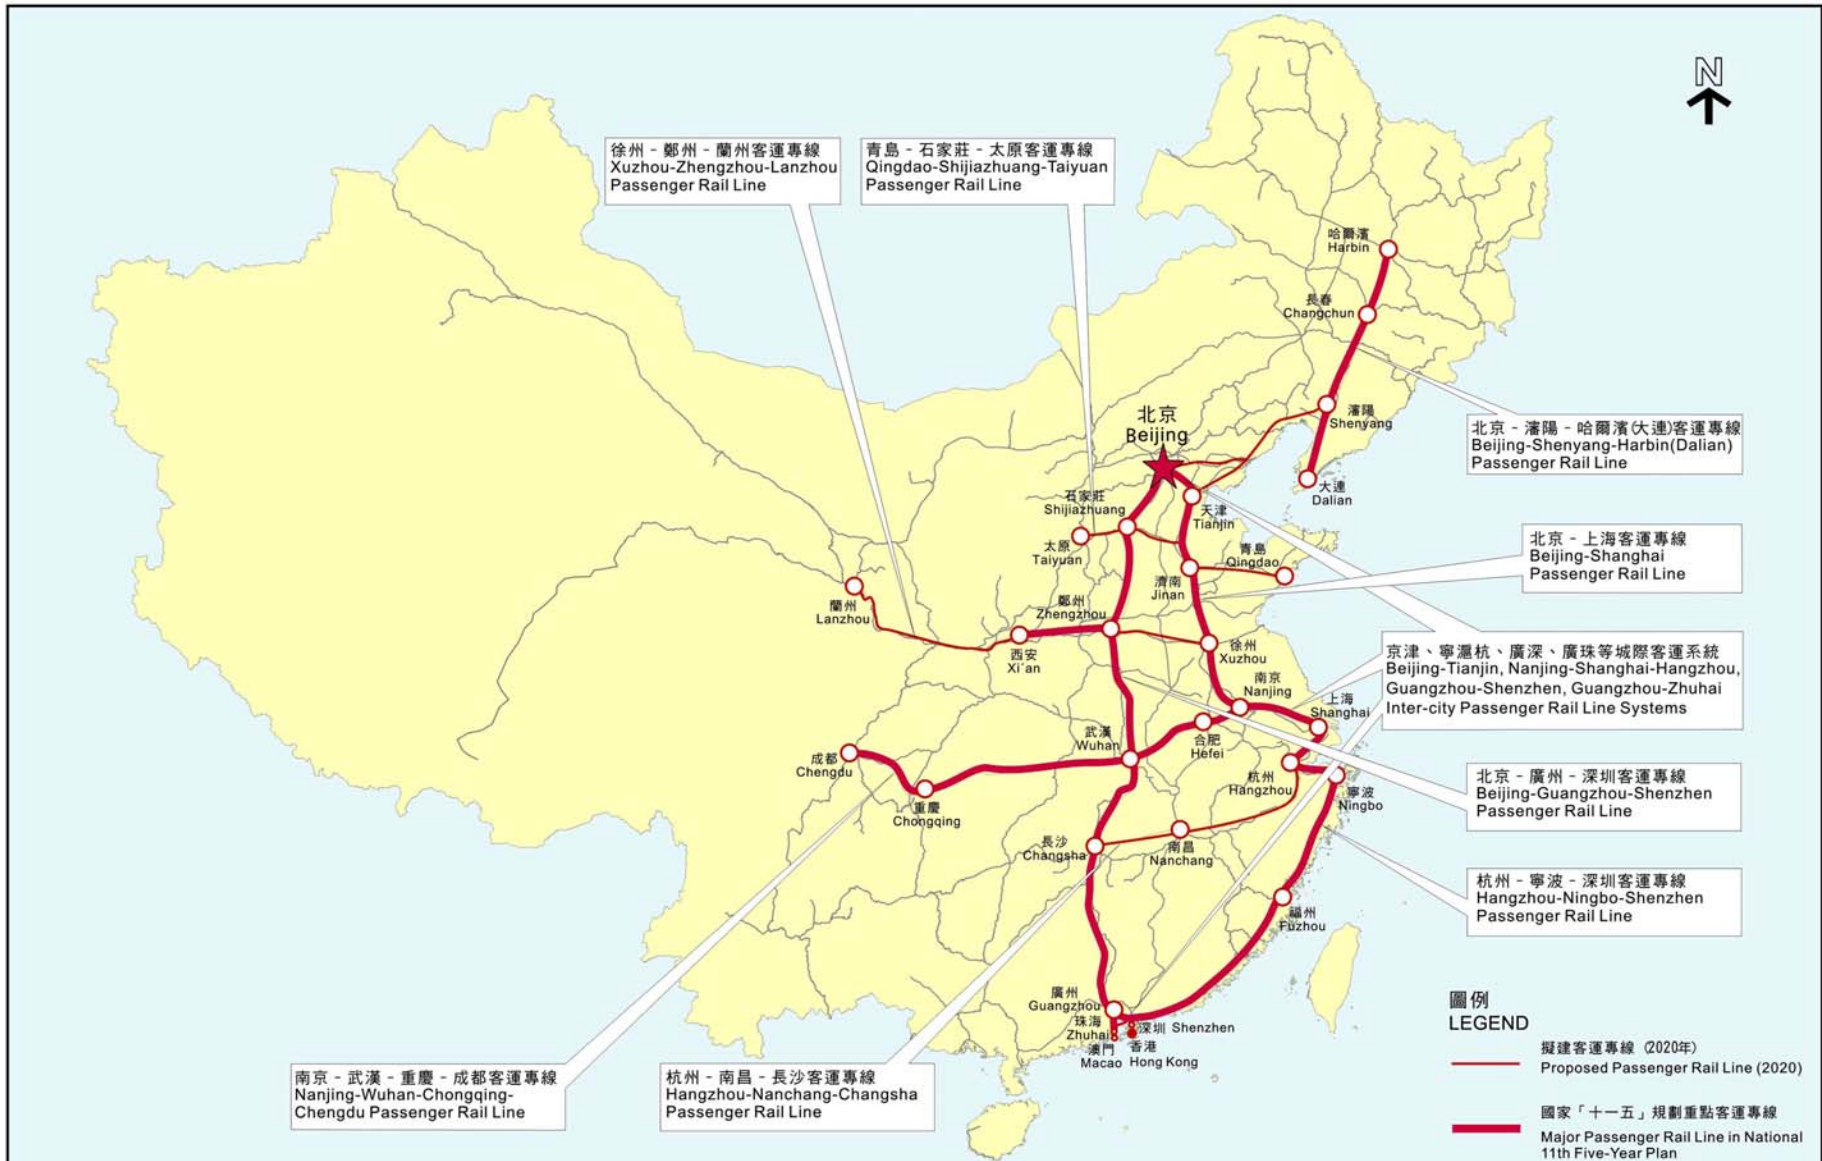 N
徐州 - 鄭州 - 蘭州客運專線
Xuzhou-Zhengzhou-Lanzhou
Passenger Rail Line
青島 - 石家莊 - 太原客運專線
Qingdao-Shijiazhuang-Taiyuan
Passenger Rail Line
哈爾濱
Harbin
長春
Changchun
瀋陽
Shenyang
北京
Beijing
北京 - 瀋陽 - 哈爾濱(大連)客運專線
Beijing-Shenyang-Harbin(Dalian)
Passenger Rail Line
大連
Dalian
石家莊
Shijiazhuang
天津
Tianjin
太原
Taiyuan
青島
Qingdao
北京 - 上海客運專線
Beijing-Shanghai
Passenger Rail Line
濟南
Jinan
蘭州
Lanzhou
鄭州
Zhengzhou
西安
Xi'an
徐州
Xuzhou
京津、寧滬杭、廣深、廣珠等城際客運系統
Beijing-Tianjin, Nanjing-Shanghai-Hangzhou,
Guangzhou-Shenzhen, Guangzhou-Zhuhai
Inter-city Passenger Rail Line Systems
南京
Nanjing
上海
Shanghai
武漢
Wuhan
合肥
Hefei
成都
Chengdu
杭州
Hangzhou
寧波
Ningbo
重慶
Chongqing
北京 - 廣州 - 深圳客運專線
Beijing-Guangzhou-Shenzhen
Passenger Rail Line
長沙
Changsha
南昌
Nanchang
杭州 - 寧波 - 深圳客運專線
Hangzhou-Ningbo-Shenzhen
Passenger Rail Line
福州
Fuzhou
廣州
Guangzhou
珠海
Zhuhai
深圳 Shenzhen
澳門
Macao
香港
Hong Kong
南京 - 武漢 - 重慶 - 成都客運專線
Nanjing-Wuhan-Chongqing-
Chengdu Passenger Rail Line
杭州 - 南昌 - 長沙客運專線
Hangzhou-Nanchang-Changsha
Passenger Rail Line
圖例
LEGEND
擬建客運專線 (2020年)
Proposed Passenger Rail Line (2020)
國家「十一五」規劃重點客運專線
Major Passenger Rail Line in National
11th Five-Year Plan